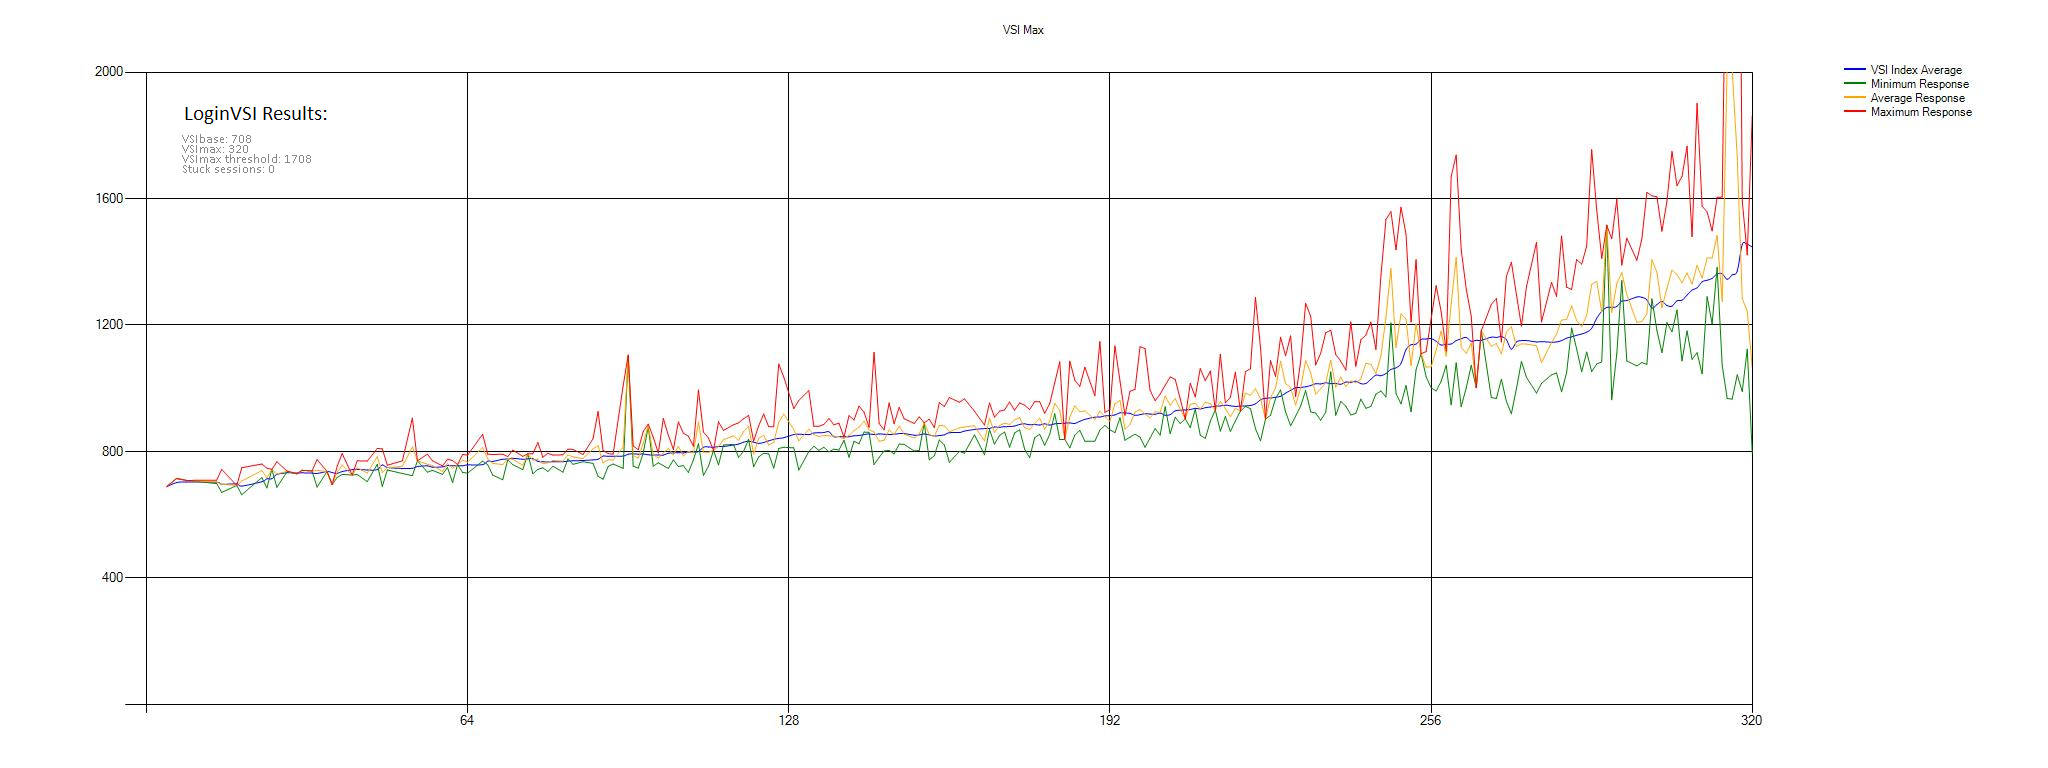 VSI Max
2000
1600
1200
800
400
64
128
192
256
320
LoginVSI Results:
VSIbase: 708
VSImax: 320
VSImax threshold: 1708
Stuck sessions: 0
VSI Index Average
Minimum Response
Average Response
Maximum Response